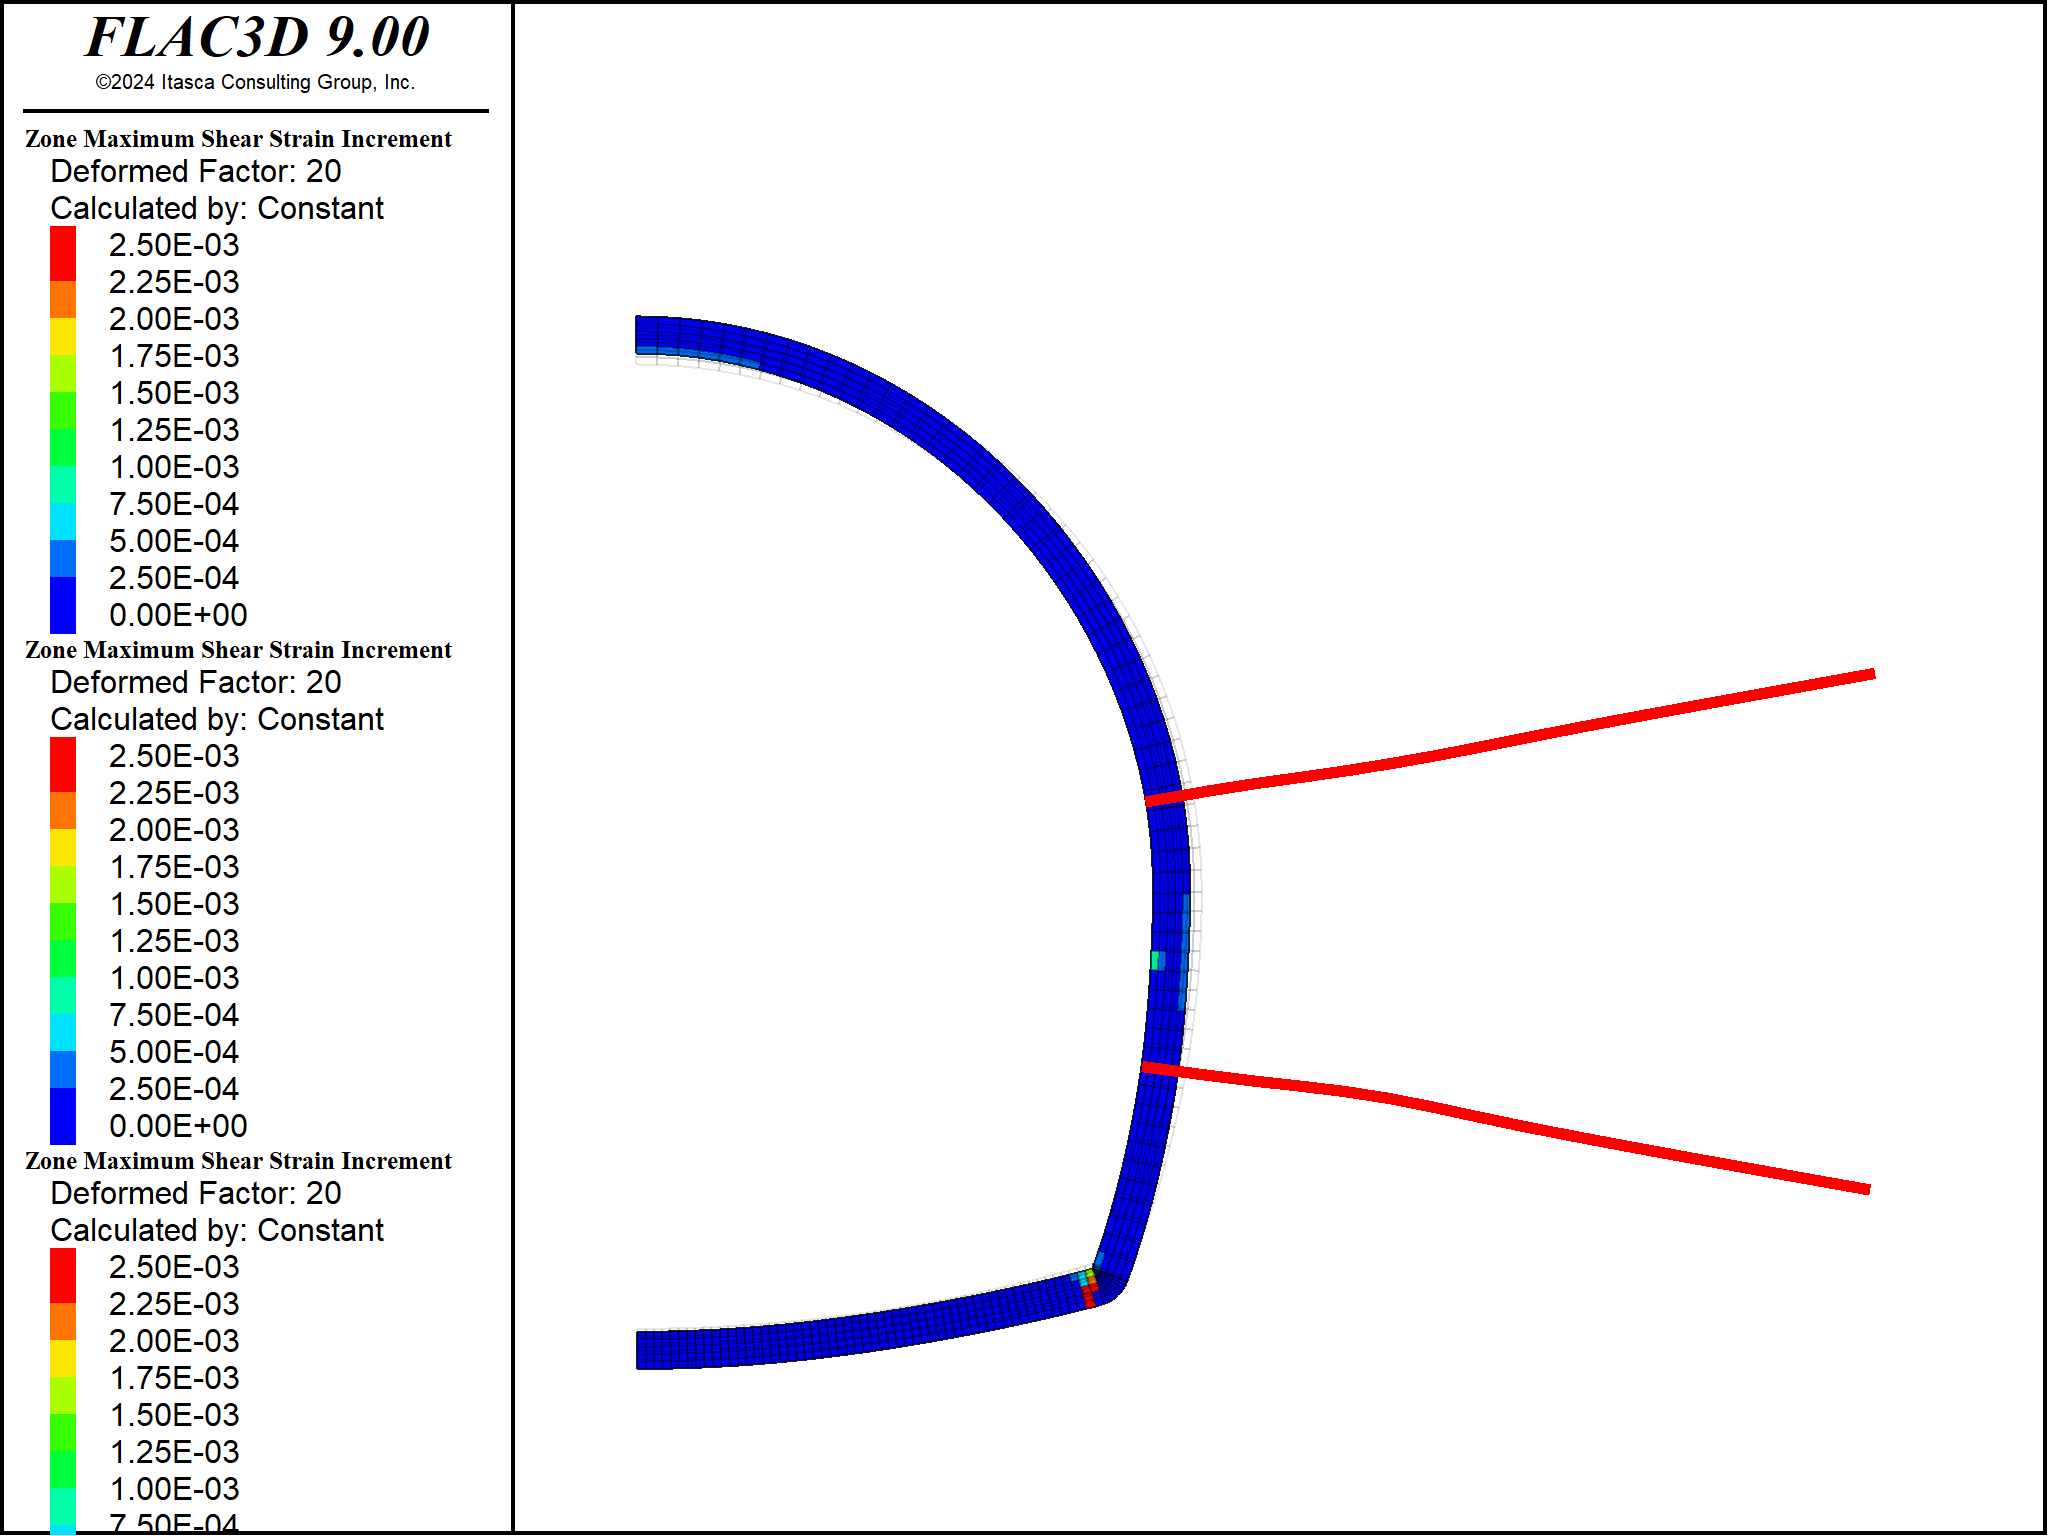 FLAC3D 9.00
©2024 Itasca Consulting Group, Inc.
Zone Maximum Shear Strain Increment
Deformed Factor: 20
Calculated by: Constant
2.50E-03
2.25E-03
2.00E-03
1.75E-03
1.50E-03
1.25E-03
1.00E-03
7.50E-04
5.00E-04
2.50E-04
0.00E+00
Zone Maximum Shear Strain Increment
Deformed Factor: 20
Calculated by: Constant
2.50E-03
2.25E-03
2.00E-03
1.75E-03
1.50E-03
1.25E-03
1.00E-03
7.50E-04
5.00E-04
2.50E-04
0.00E+00
Zone Maximum Shear Strain Increment
Deformed Factor: 20
Calculated by: Constant
2.50E-03
2.25E-03
2.00E-03
1.75E-03
1.50E-03
1.25E-03
1.00E-03
7.50E-04